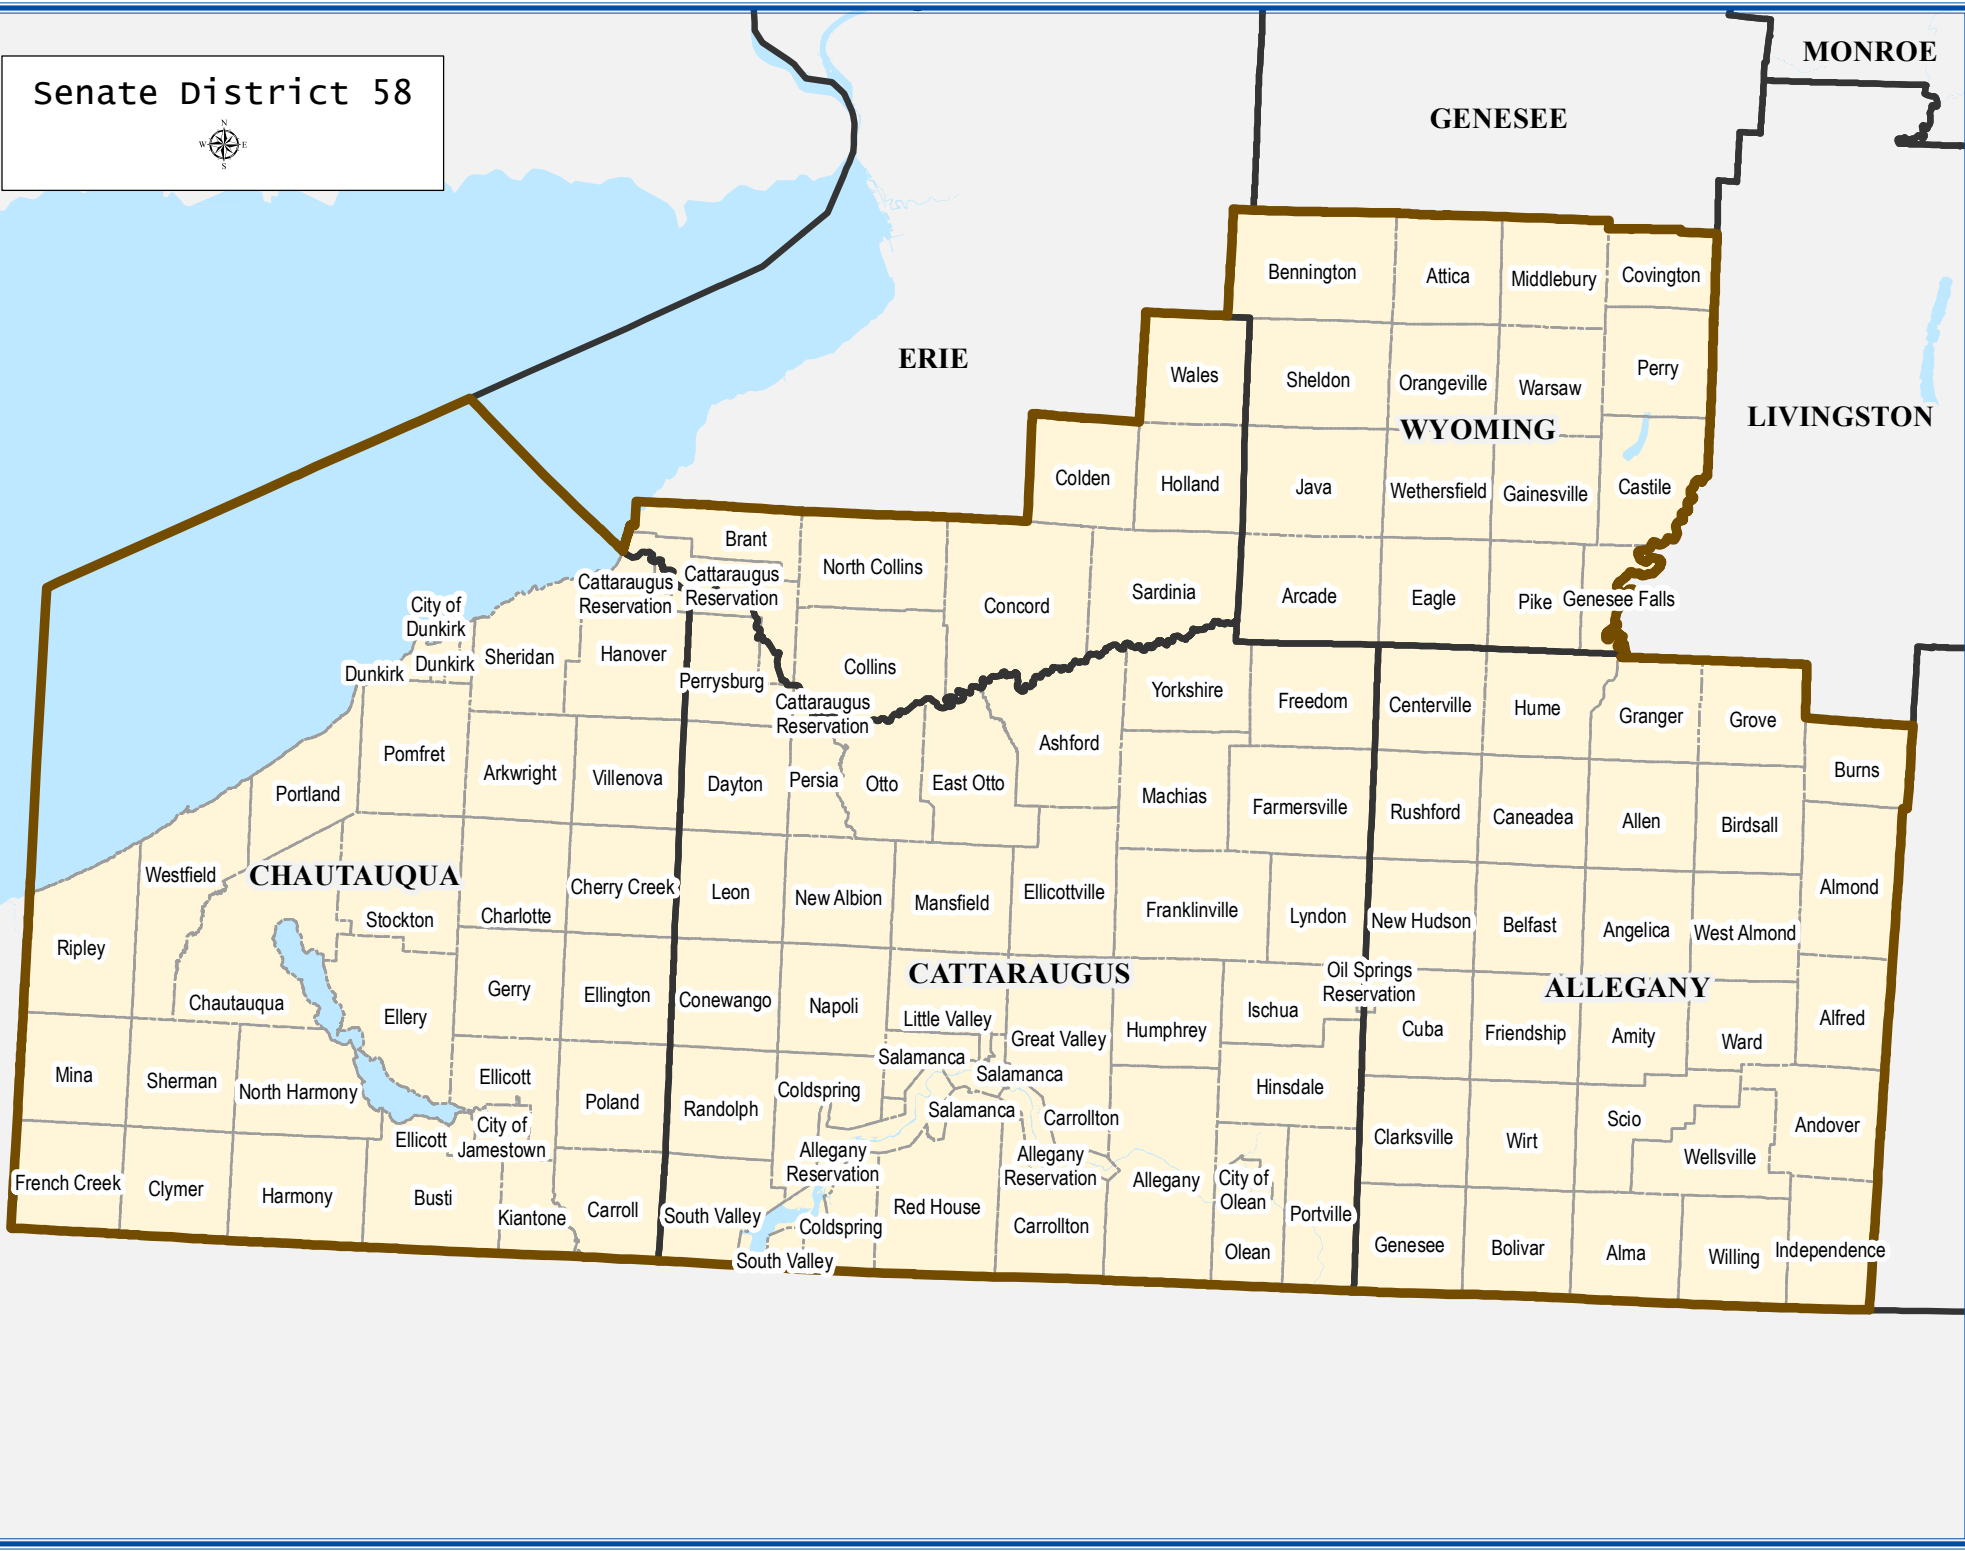 Senate District 58
N
W
E
S
MONROE
GENESEE
ERIE
LIVINGSTON
WYOMING
CHAUTAUQUA
CATTARAUGUS
ALLEGANY
Bennington
Attica
Middlebury
Covington
Wales
Sheldon
Orangeville
Warsaw
Perry
Colden
Holland
Java
Wethersfield
Gainesville
Castile
Brant
North Collins
Concord
Sardinia
Arcade
Eagle
Pike
Genesee Falls
Cattaraugus
Reservation
Cattaraugus
Reservation
City of
Dunkirk
Dunkirk
Dunkirk
Sheridan
Hanover
Perrysburg
Collins
Cattaraugus
Reservation
Yorkshire
Freedom
Centerville
Hume
Granger
Grove
Pomfret
Arkwright
Villenova
Dayton
Persia
Otto
East Otto
Ashford
Machias
Farmersville
Rushford
Caneadea
Allen
Birdsall
Burns
Portland
Westfield
Cherry Creek
Leon
New Albion
Mansfield
Ellicottville
Franklinville
Lyndon
New Hudson
Belfast
Angelica
West Almond
Almond
Stockton
Charlotte
Ripley
Chautauqua
Ellery
Gerry
Ellington
Conewango
Napoli
Little Valley
Great Valley
Humphrey
Ischua
Oil Springs
Reservation
Cuba
Friendship
Amity
Ward
Alfred
Mina
Sherman
North Harmony
Ellicott
Poland
Randolph
Coldspring
Salamanca
Salamanca
Salamanca
Carrollton
Hinsdale
Clarksville
Wirt
Scio
Wellsville
Andover
Ellicott
City of
Jamestown
Allegany
Reservation
Allegany
Reservation
Allegany
City of
Olean
French Creek
Clymer
Harmony
Busti
Kiantone
Carroll
South Valley
Coldspring
Red House
Carrollton
Olean
Portville
Genesee
Bolivar
Alma
Willing
Independence
South Valley